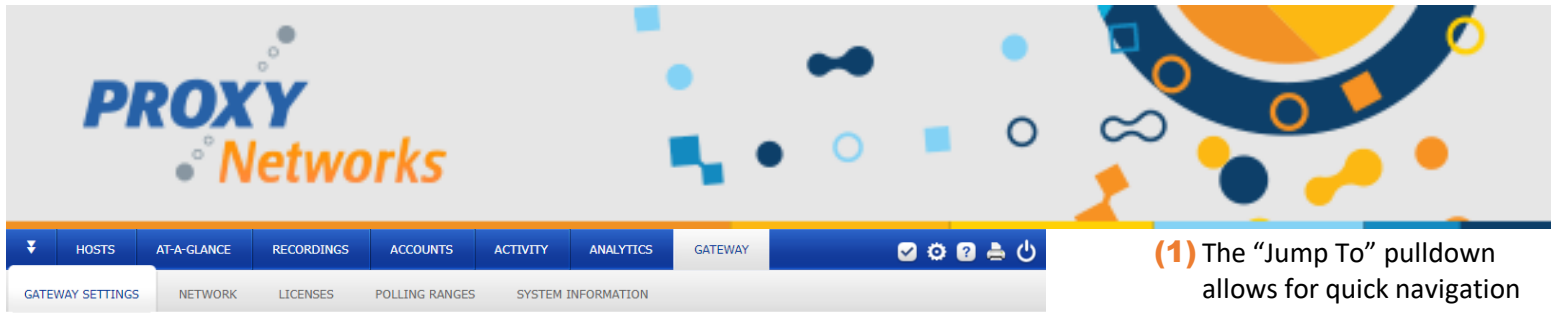 PROXY
Networks
HOSTS AT-A-GLANCE RECORDINGS ACCOUNTS ACTIVITY ANALYTICS GATEWAY
GATEWAY SETTINGS NETWORK LICENSES POLLING RANGES SYSTEM INFORMATION
(1) The “Jump To” pulldown
allows for quick navigation